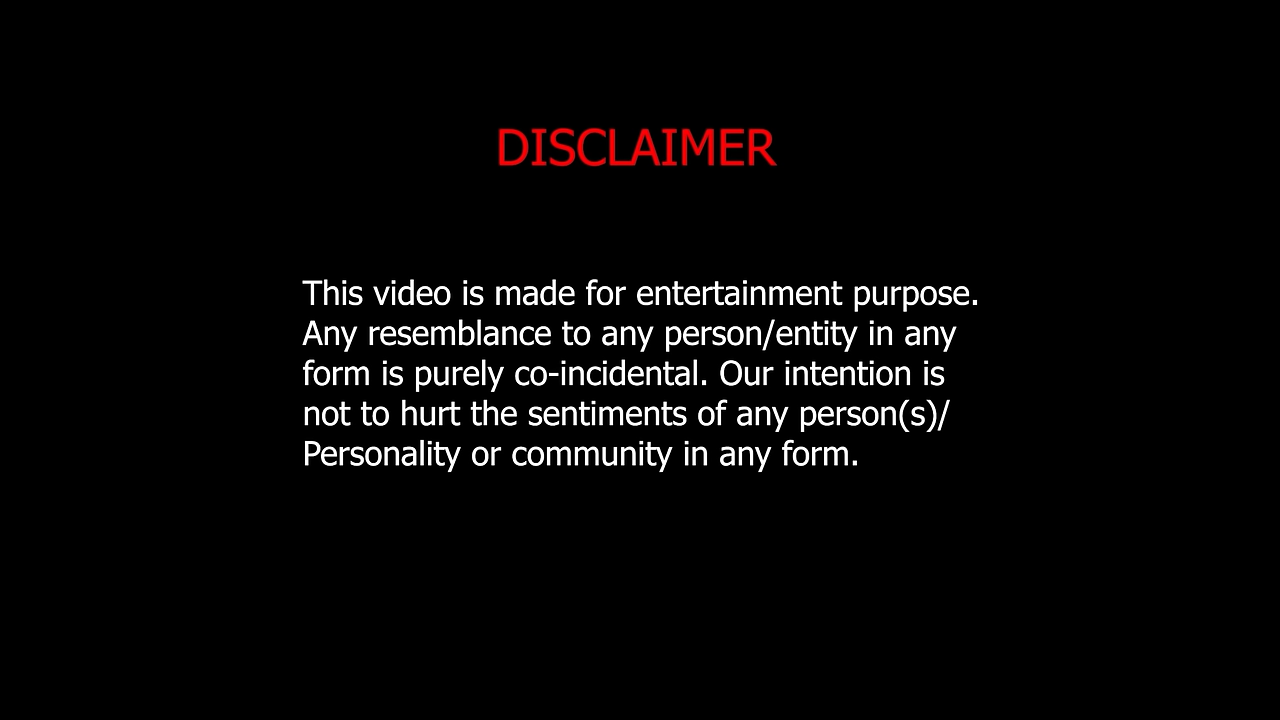 DISCLAIMER
This video is made for entertainment purpose.
Any resemblance to any person/entity in any
form is purely co-incidental. Our intention is
not to hurt the sentiments of any person(s)/
Personality or community in any form.